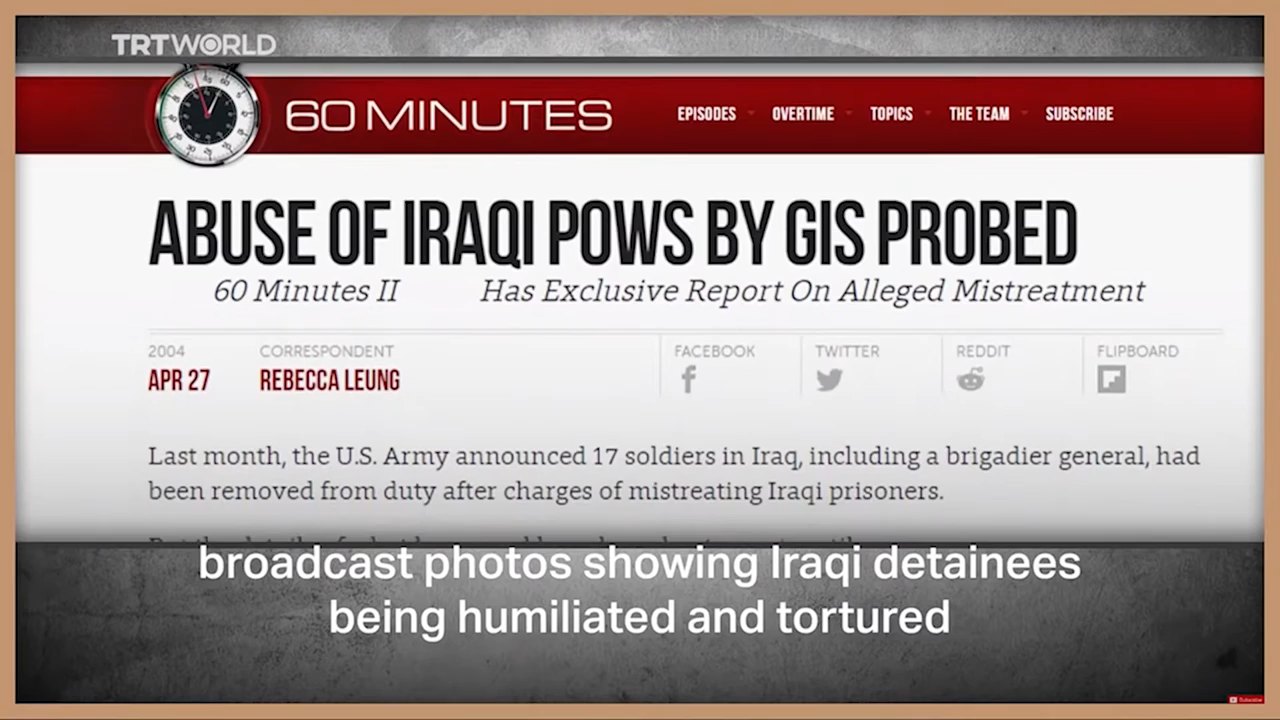 TRTWORLD
60 MINUTES
EPISODES OVERTIME TOPICS THE TEAM SUBSCRIBE
ABUSE OF IRAQI POWS BY GIS PROBED
60 Minutes II Has Exclusive Report On Alleged Mistreatment
2004 CORRESPONDENT FACEBOOK TWITTER REDDIT FLIPBOARD
APR 27 REBECCA LEUNG
Last month, the U.S. Army announced 17 soldiers in Iraq, including a brigadier general, had
been removed from duty after charges of mistreating Iraqi prisoners.
broadcast photos showing Iraqi detainees
being humiliated and tortured
Subscribe